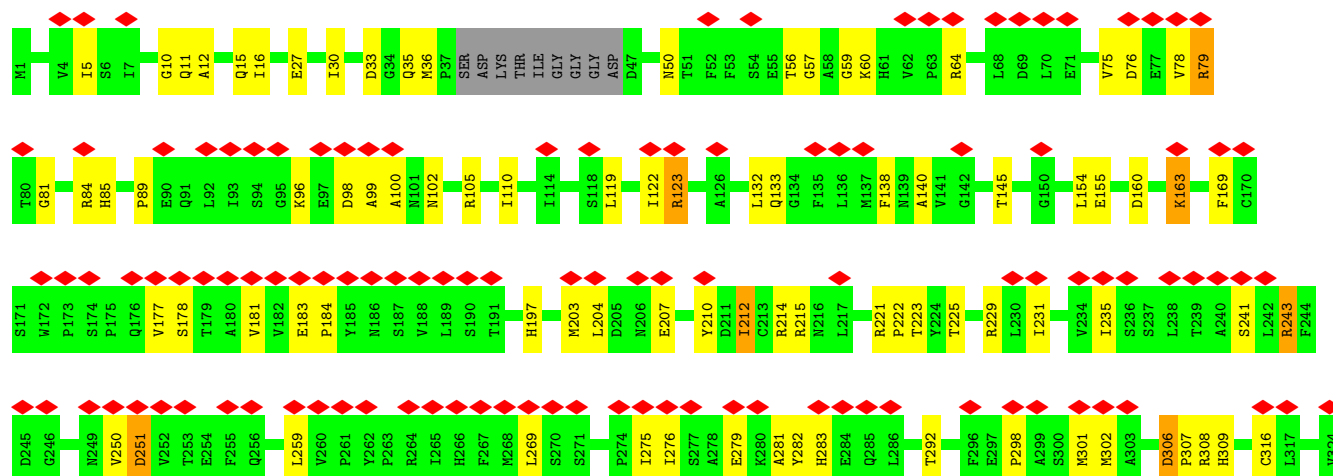 M1 V4 I5 S6 I7 G10 Q11 A12 Q15 I16 E27 I30 D33 G34 Q35 M36 P37 SER ASP LYS THR ILE GLY GLY GLY ASP D47 N50 T51 F52 F53 S54 E55 T56 G57 A58 G59 K60 H61 V62 P63 R64 L68 D69 L70 E71 V75 D76 E77 V78 R79
T80 G81 R84 H85 P89 E90 Q91 L92 I93 S94 G95 K96 E97 D98 A99 A100 N101 N102 R105 I110 I114 S118 L119 I122 R123 A126 L132 Q133 G134 F135 L136 M137 F138 N139 A140 V141 G142 T145 G150 L154 E155 D160 K163 F169 C170
S171 W172 P173 S174 P175 Q176 V177 S178 T179 A180 V181 V182 E183 P184 Y185 N186 S187 V188 L189 S190 T191 H197 M203 L204 D205 N206 E207 Y210 D211 W212 C213 R214 R215 N216 L217 R221 P222 T223 Y224 T225 R229 L230 I231 V234 I235 S236 S237 L238 T239 A240 S241 L242 R243 F244
D245 G246 N249 V250 D251 V252 T253 E254 F255 Q256 L259 V260 P261 Y262 P263 R264 I265 H266 F267 M268 L269 S270 S271 P274 I275 I276 S277 A278 E279 K280 A281 Y282 H283 E284 Q285 L286 T292 F296 E297 P298 A299 S300 M301 M302 A303 D306 P307 R308 H309 C316 L317